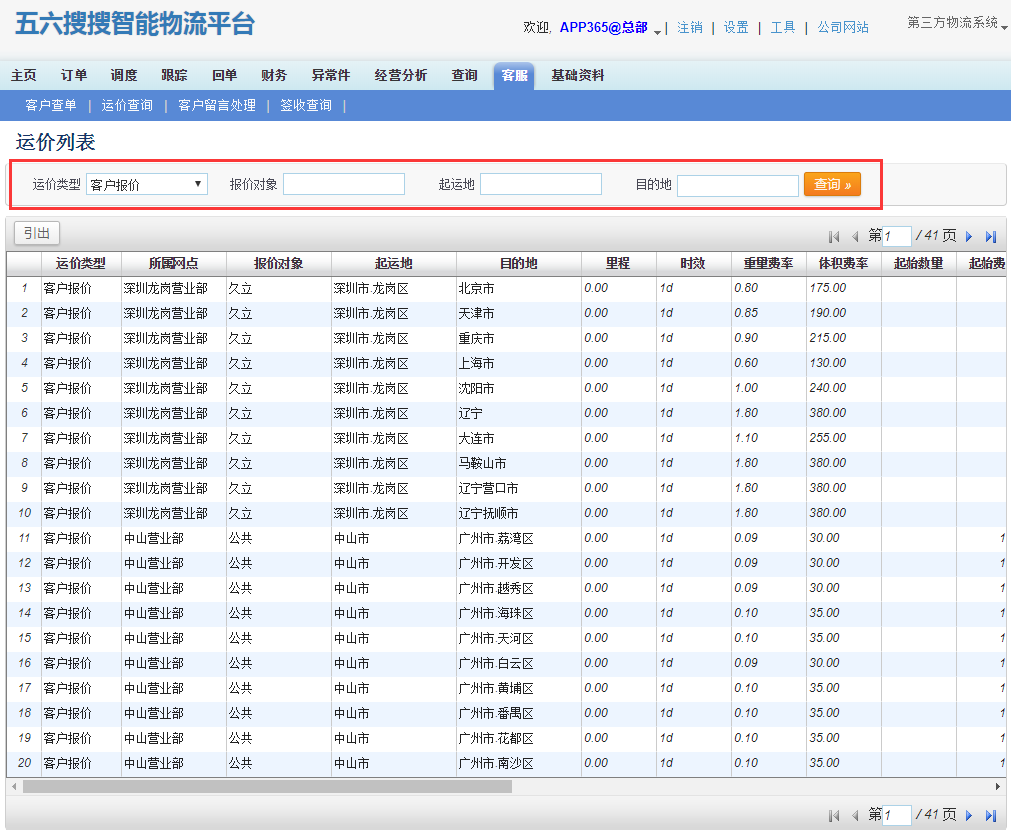 五六搜搜智能物流平台
欢迎, APP365@总部 | 注销 | 设置 | 工具 | 公司网站 第三方物流系统
主页 订单 调度 跟踪 回单 财务 异常件 经营分析 查询 客服 基础资料
客户查单 | 运价查询 | 客户留言处理 | 签收查询 |
运价列表
运价类型 客户报价 报价对象 起运地 目的地 查询 »
引出
第 1 / 41 页
运价类型 所属网点 报价对象 起运地 目的地 里程 时效 重量费率 体积费率 起始数量 起始费
1 客户报价 深圳龙岗营业部 久立 深圳市.龙岗区 北京市 0.00 1d 0.80 175.00
2 客户报价 深圳龙岗营业部 久立 深圳市.龙岗区 天津市 0.00 1d 0.85 190.00
3 客户报价 深圳龙岗营业部 久立 深圳市.龙岗区 重庆市 0.00 1d 0.90 215.00
4 客户报价 深圳龙岗营业部 久立 深圳市.龙岗区 上海市 0.00 1d 0.60 130.00
5 客户报价 深圳龙岗营业部 久立 深圳市.龙岗区 沈阳市 0.00 1d 1.00 240.00
6 客户报价 深圳龙岗营业部 久立 深圳市.龙岗区 辽宁 0.00 1d 1.80 380.00
7 客户报价 深圳龙岗营业部 久立 深圳市.龙岗区 大连市 0.00 1d 1.10 255.00
8 客户报价 深圳龙岗营业部 久立 深圳市.龙岗区 马鞍山市 0.00 1d 1.80 380.00
9 客户报价 深圳龙岗营业部 久立 深圳市.龙岗区 辽宁营口市 0.00 1d 1.80 380.00
10 客户报价 深圳龙岗营业部 久立 深圳市.龙岗区 辽宁抚顺市 0.00 1d 1.80 380.00
11 客户报价 中山营业部 公共 中山市 广州市.荔湾区 0.00 1d 0.09 30.00 1
12 客户报价 中山营业部 公共 中山市 广州市.开发区 0.00 1d 0.09 30.00 1
13 客户报价 中山营业部 公共 中山市 广州市.越秀区 0.00 1d 0.09 30.00 1
14 客户报价 中山营业部 公共 中山市 广州市.海珠区 0.00 1d 0.10 35.00 1
15 客户报价 中山营业部 公共 中山市 广州市.天河区 0.00 1d 0.10 35.00 1
16 客户报价 中山营业部 公共 中山市 广州市.白云区 0.00 1d 0.09 30.00 1
17 客户报价 中山营业部 公共 中山市 广州市.黄埔区 0.00 1d 0.10 35.00 1
18 客户报价 中山营业部 公共 中山市 广州市.番禺区 0.00 1d 0.10 35.00 1
19 客户报价 中山营业部 公共 中山市 广州市.花都区 0.00 1d 0.10 35.00 1
20 客户报价 中山营业部 公共 中山市 广州市.南沙区 0.00 1d 0.10 35.00 1
第 1 / 41 页